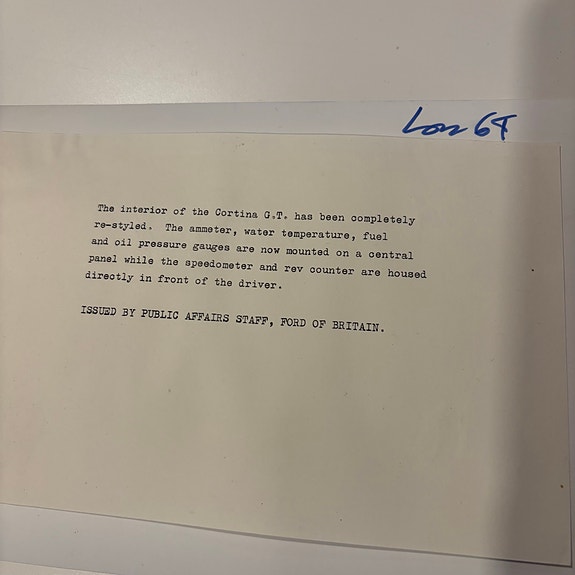 64
The interior of the Cortina G.T. has been completely
re-styled. The ammeter, water temperature, fuel
and oil pressure gauges are now mounted on a central
panel while the speedometer and rev counter are housed
directly in front of the driver.
ISSUED BY PUBLIC AFFAIRS STAFF, FORD OF BRITAIN.